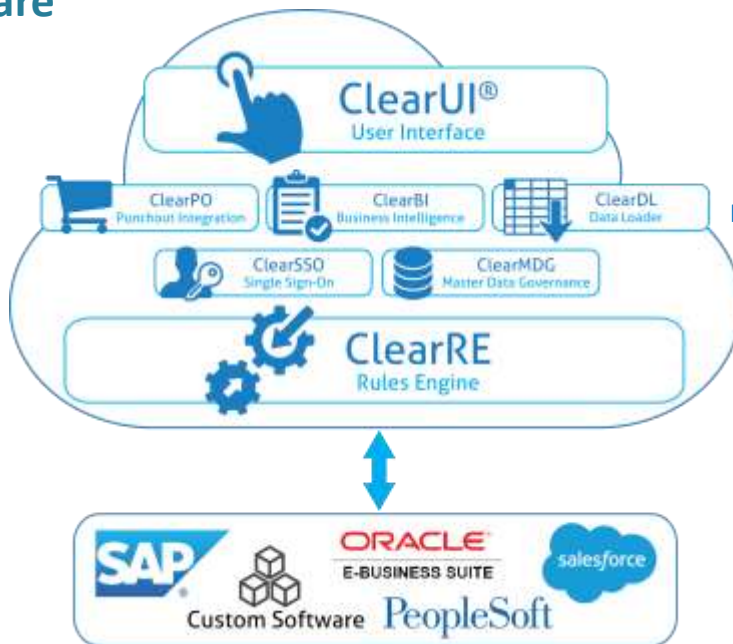 ClearUI®
User Interface
ClearPO
Punchout Integration
ClearBI
Business Intelligence
ClearDL
Data Loader
ClearSSO
Single Sign-On
ClearMDG
Master Data Governance
ClearRE
Rules Engine
SAP®
ORACLE®
E-BUSINESS SUITE
salesforce
Custom Software
PeopleSoft